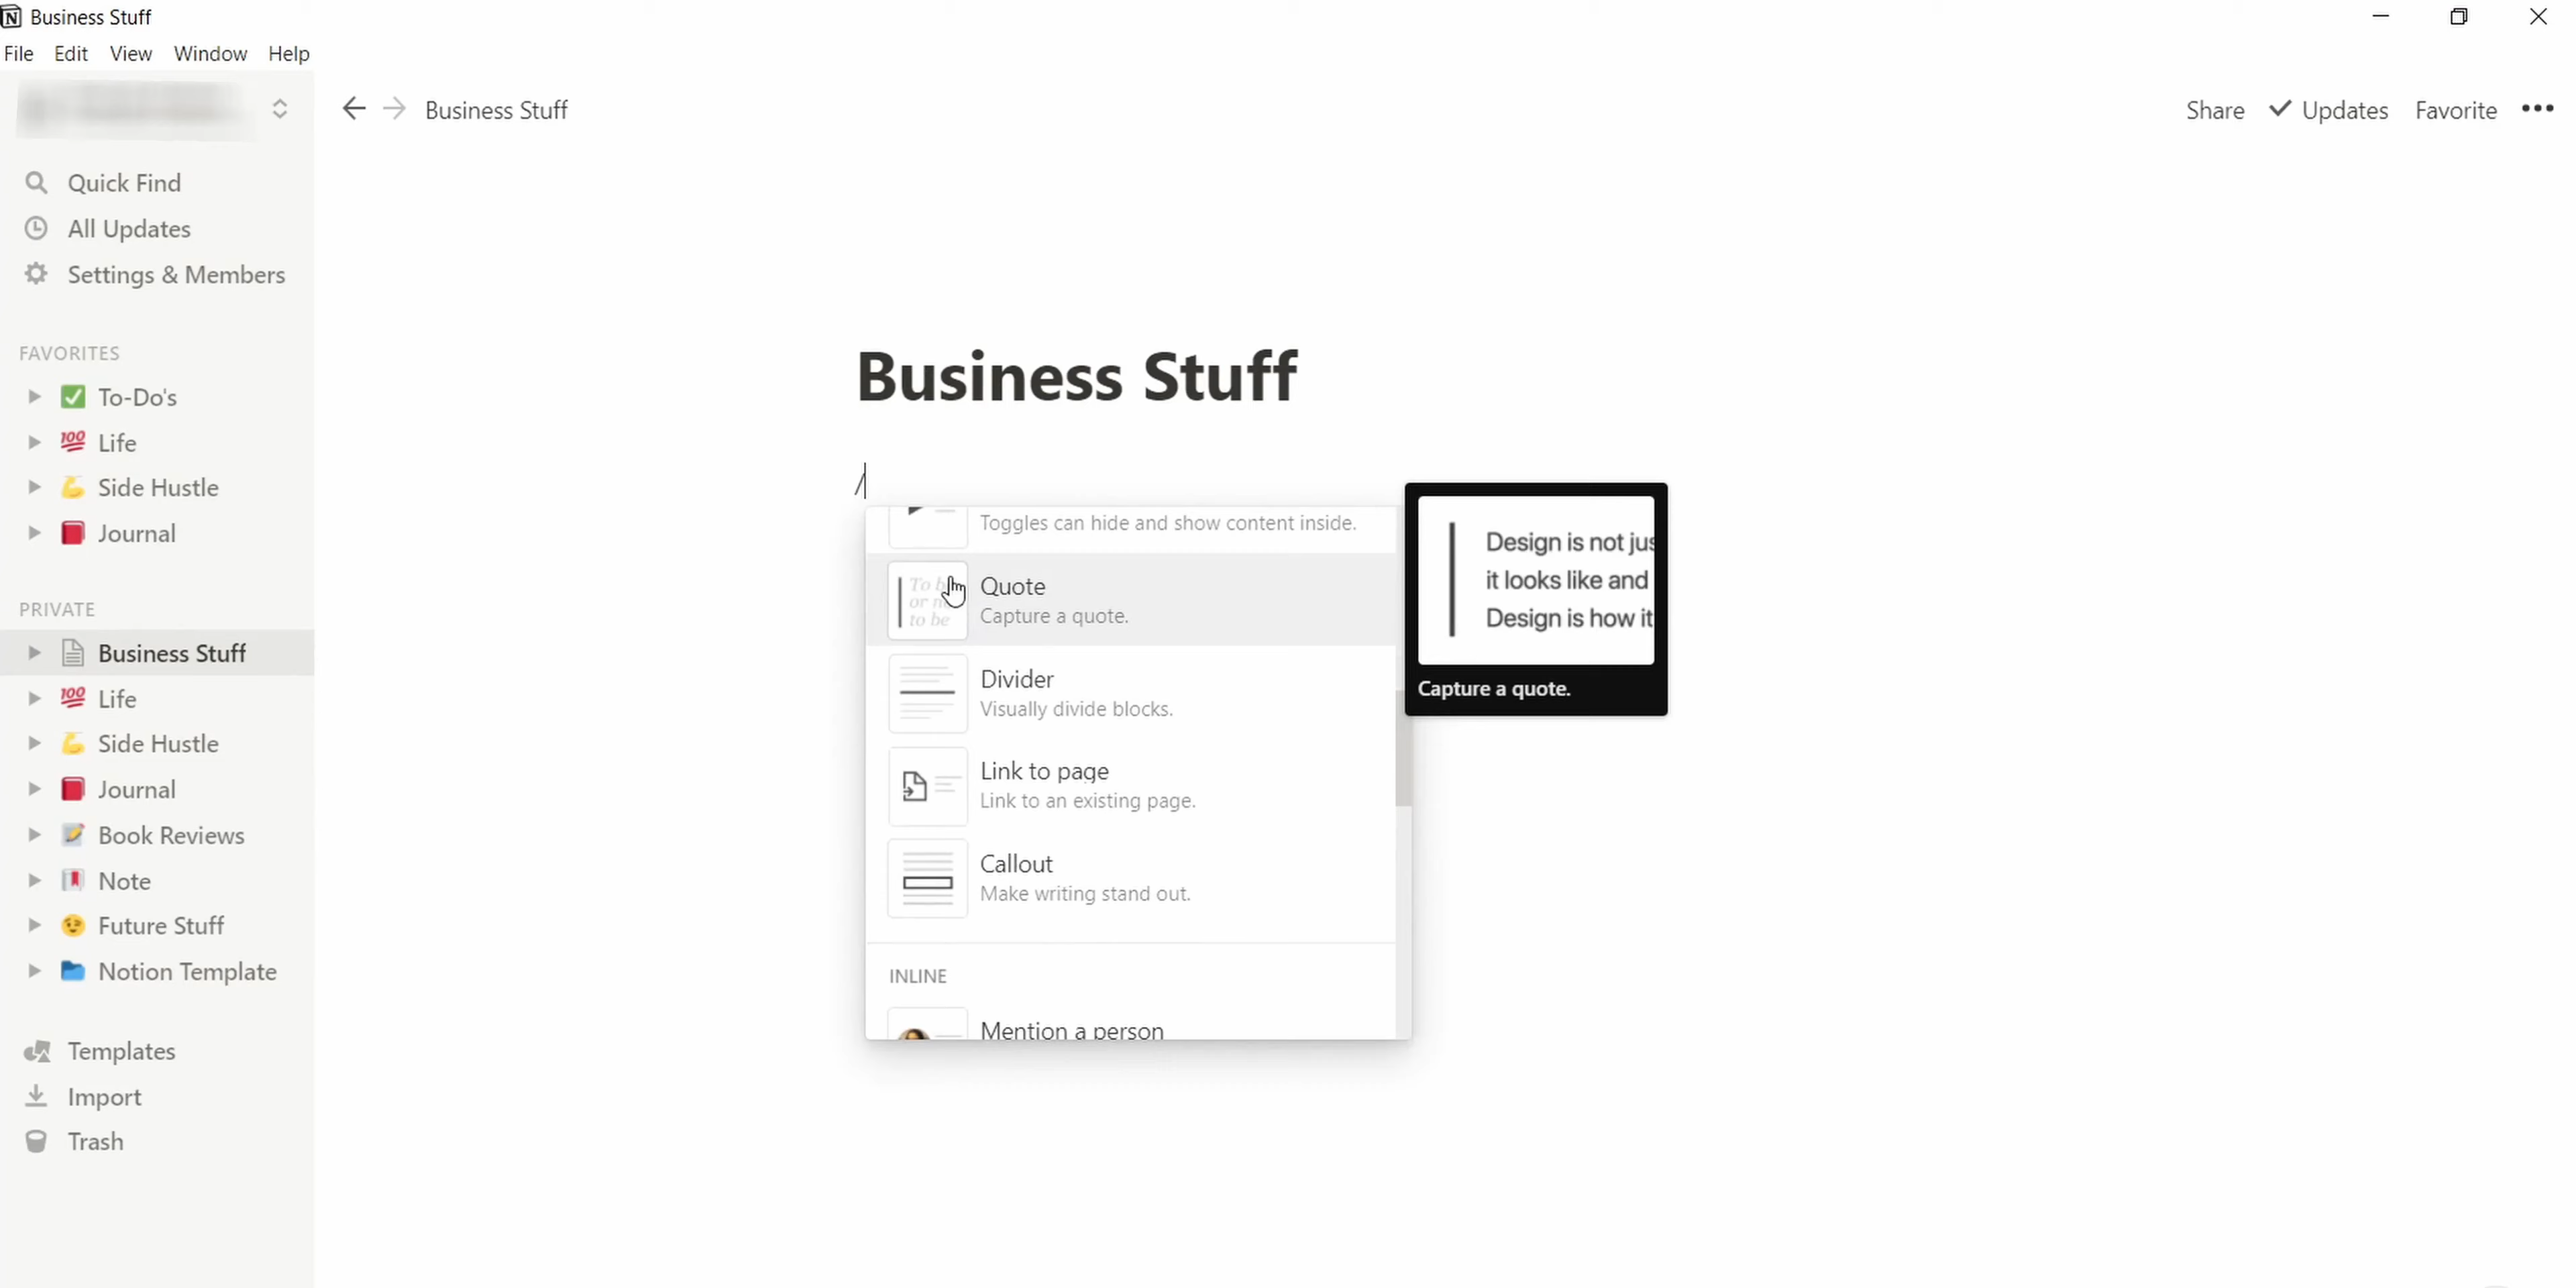 Business Stuff
File Edit View Window Help
Business Stuff
Share Updates Favorite
Quick Find
All Updates
Settings & Members
FAVORITES
To-Do's
Life
Side Hustle
Journal
PRIVATE
Business Stuff
Life
Side Hustle
Journal
Book Reviews
Note
Future Stuff
Notion Template
Templates
Import
Trash
Business Stuff
/
Toggles can hide and show content inside.
To b
or n
to be
Quote
Capture a quote.
Divider
Visually divide blocks.
Link to page
Link to an existing page.
Callout
Make writing stand out.
INLINE
Mention a person
Design is not jus
it looks like and
Design is how it
Capture a quote.